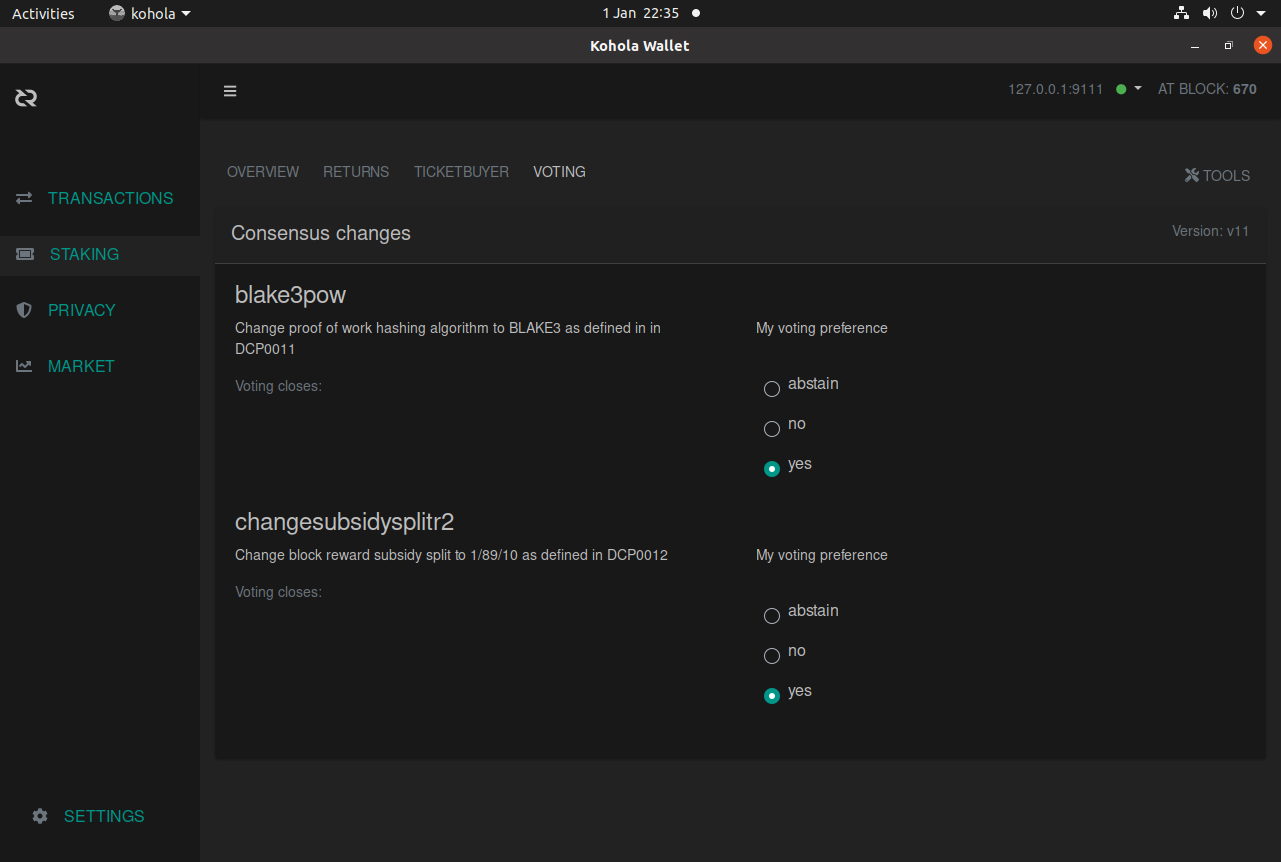 Activities kohola 1 Jan 22:35
Kohola Wallet
127.0.0.1:9111 AT BLOCK: 670
OVERVIEW RETURNS TICKETBUYER VOTING TOOLS
TRANSACTIONS
STAKING
PRIVACY
MARKET
SETTINGS
Consensus changes Version: v11
blake3pow
Change proof of work hashing algorithm to BLAKE3 as defined in in
DCP0011
Voting closes:
My voting preference
abstain
no
yes
changesubsidysplitr2
Change block reward subsidy split to 1/89/10 as defined in DCP0012
Voting closes:
My voting preference
abstain
no
yes